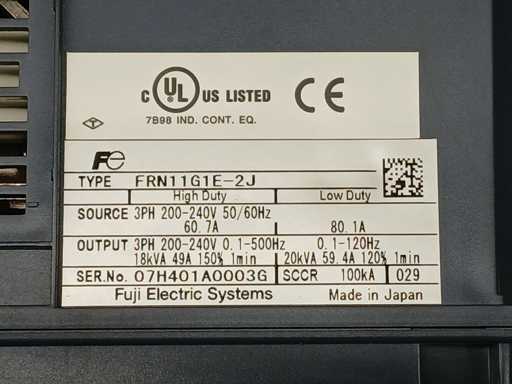 C UL US LISTED CE
7B98 IND. CONT. EQ.
T
Fe
TYPE FRN11G1E-2J
High Duty Low Duty
SOURCE 3PH 200-240V 50/60Hz
60.7A 80.1A
OUTPUT 3PH 200-240V 0.1-500Hz 0.1-120Hz
18kVA 49A 150% 1min 20kVA 59.4A 120% 1min
SER.No. 07H401A0003G SCCR 100kA 029
Fuji Electric Systems Made in Japan